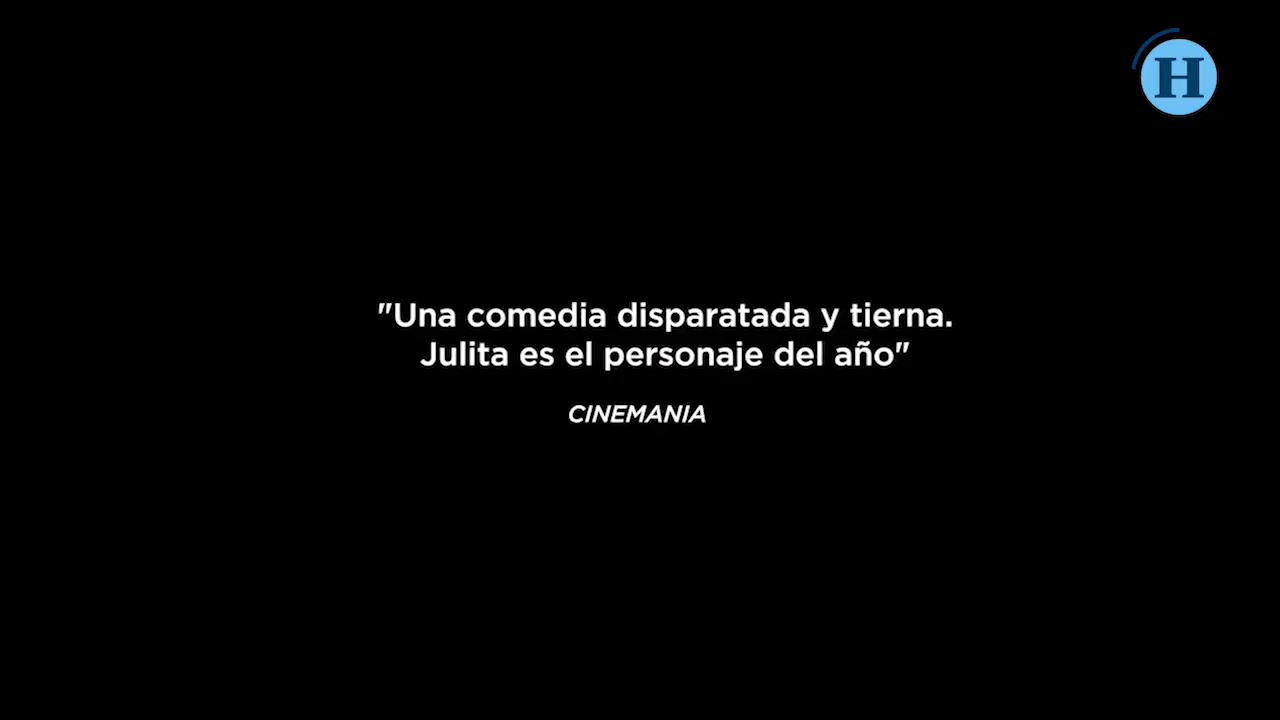 H
"Una comedia disparatada y tierna.
Julita es el personaje del año"
CINEMANIA